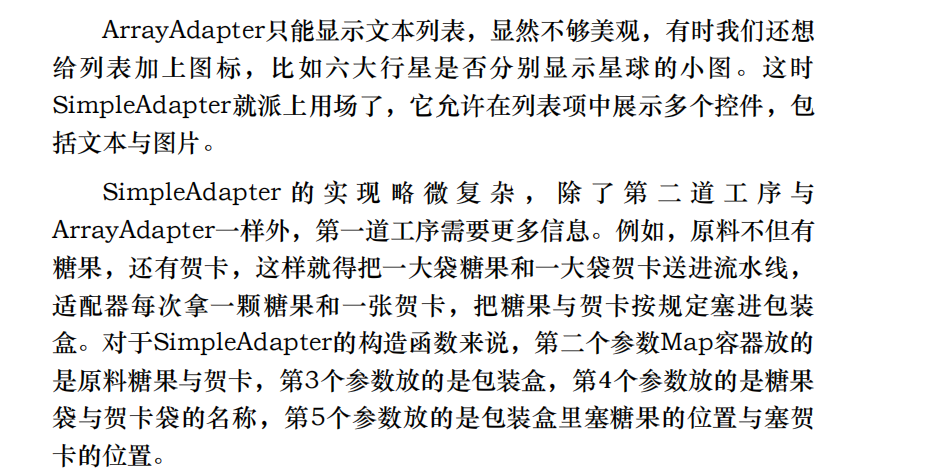 ArrayAdapter只能显示文本列表，显然不够美观，有时我们还想
给列表加上图标，比如六大行星是否分别显示星球的小图。这时
SimpleAdapter就派上用场了，它允许在列表项中展示多个控件，包
括文本与图片。
SimpleAdapter的实现略微复杂，除了第二道工序与
ArrayAdapter一样外，第一道工序需要更多信息。例如，原料不但有
糖果，还有贺卡，这样就得把一大袋糖果和一大袋贺卡送进流水线，
适配器每次拿一颗糖果和一张贺卡，把糖果与贺卡按规定塞进包装
盒。对于SimpleAdapter的构造函数来说，第二个参数Map容器放的
是原料糖果与贺卡，第3个参数放的是包装盒，第4个参数放的是糖果
袋与贺卡袋的名称，第5个参数放的是包装盒里塞糖果的位置与塞贺
卡的位置。